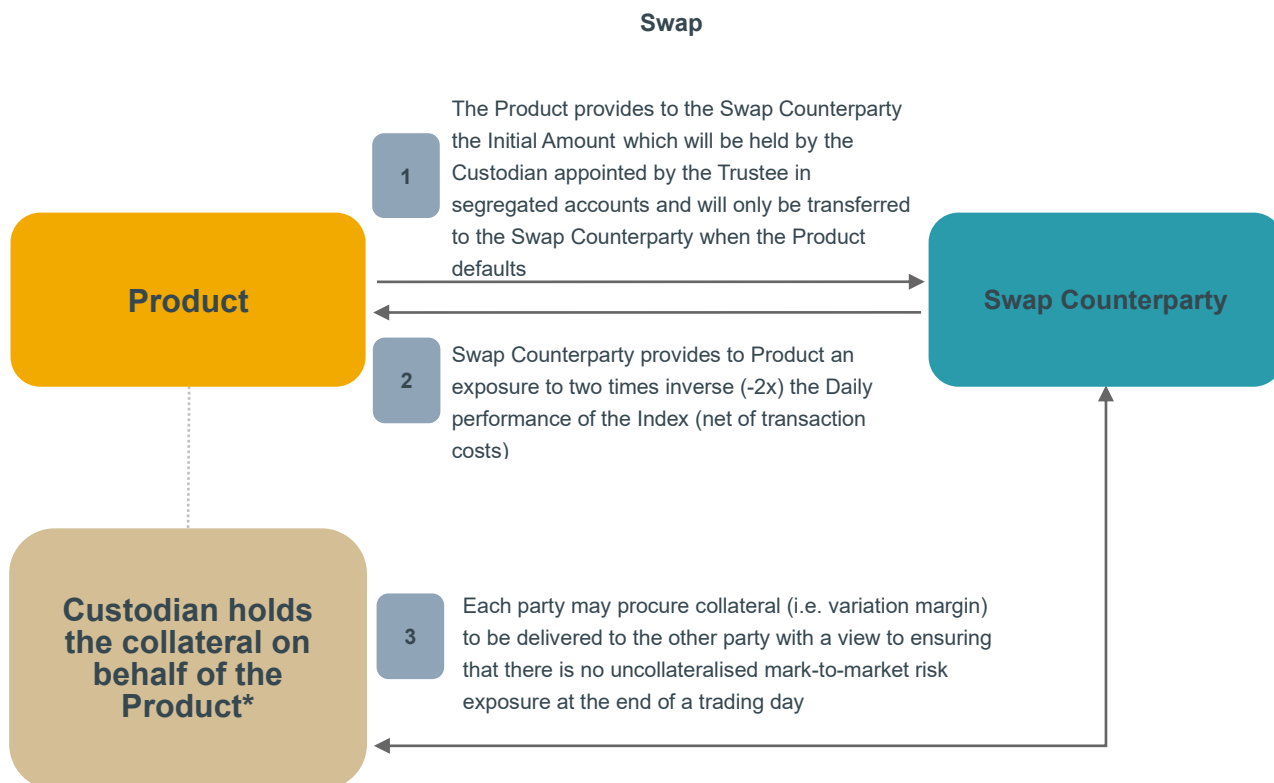 Swap
The Product provides to the Swap Counterparty
the Initial Amount which will be held by the
Custodian appointed by the Trustee in
segregated accounts and will only be transferred
to the Swap Counterparty when the Product
defaults
1
Product
Swap Counterparty
2
Swap Counterparty provides to Product an
exposure to two times inverse (-2x) the Daily
performance of the Index (net of transaction
costs)
Custodian holds
the collateral on
behalf of the
Product*
3
Each party may procure collateral (i.e. variation margin)
to be delivered to the other party with a view to ensuring
that there is no uncollateralised mark-to-market risk
exposure at the end of a trading day